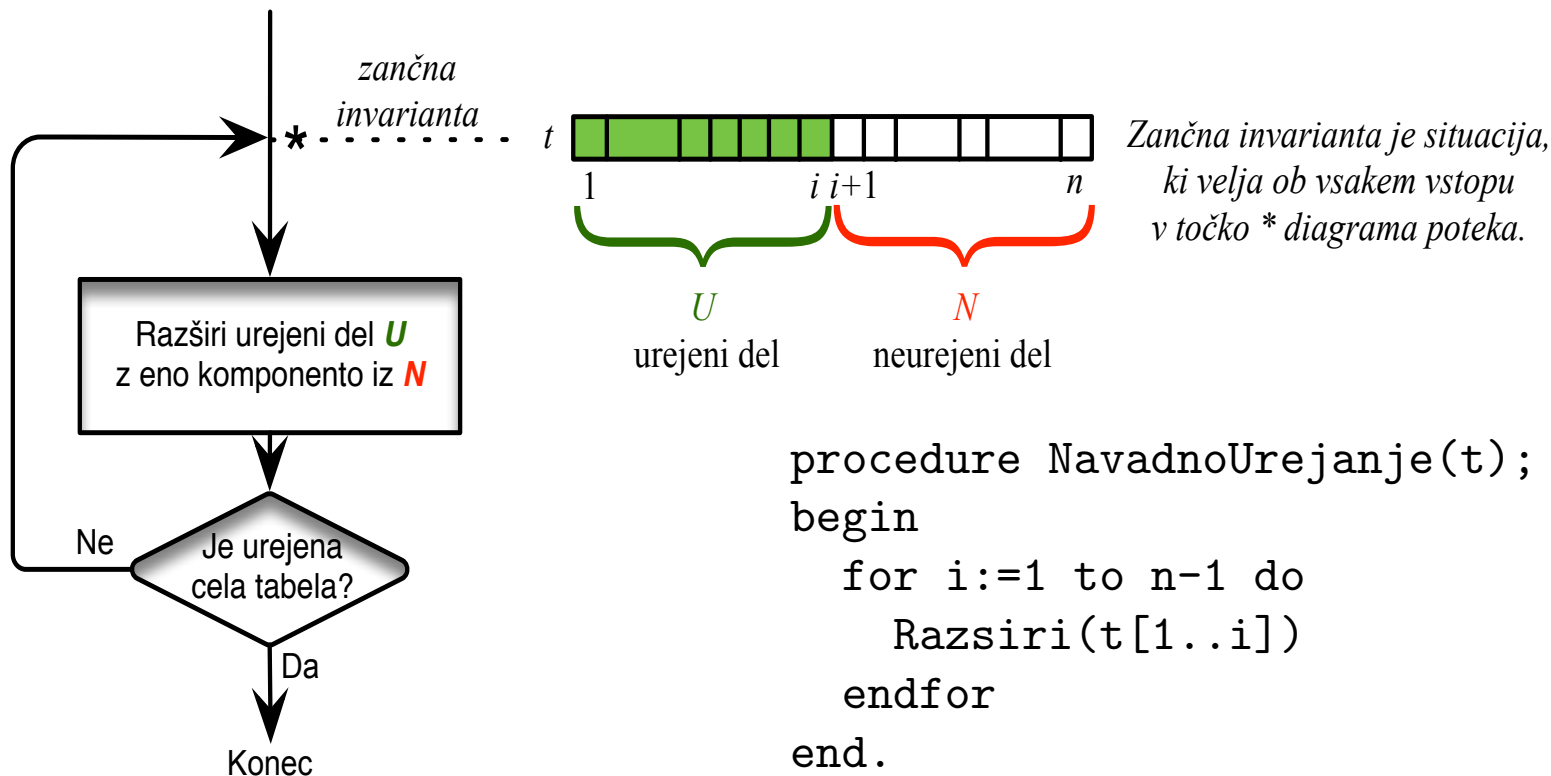 zančna
invarianta
*
t
1
i i+1
n
Zančna invarianta je situacija,
ki velja ob vsakem vstopu
v točko * diagrama poteka.
U
urejeni del
N
neurejeni del
Razširi urejeni del U
z eno komponento iz N
Ne
Je urejena
cela tabela?
Da
Konec
procedure NavadnoUrejanje(t);
begin
for i:=1 to n-1 do
Razsiri(t[1..i])
endfor
end.